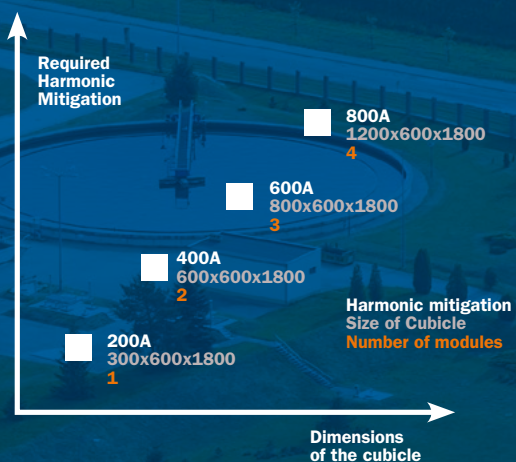 Required
Harmonic
Mitigation
800A
1200x600x1800
4
600A
800x600x1800
3
400A
600x600x1800
2
Harmonic mitigation
Size of Cubicle
Number of modules
200A
300x600x1800
1
Dimensions
of the cubicle